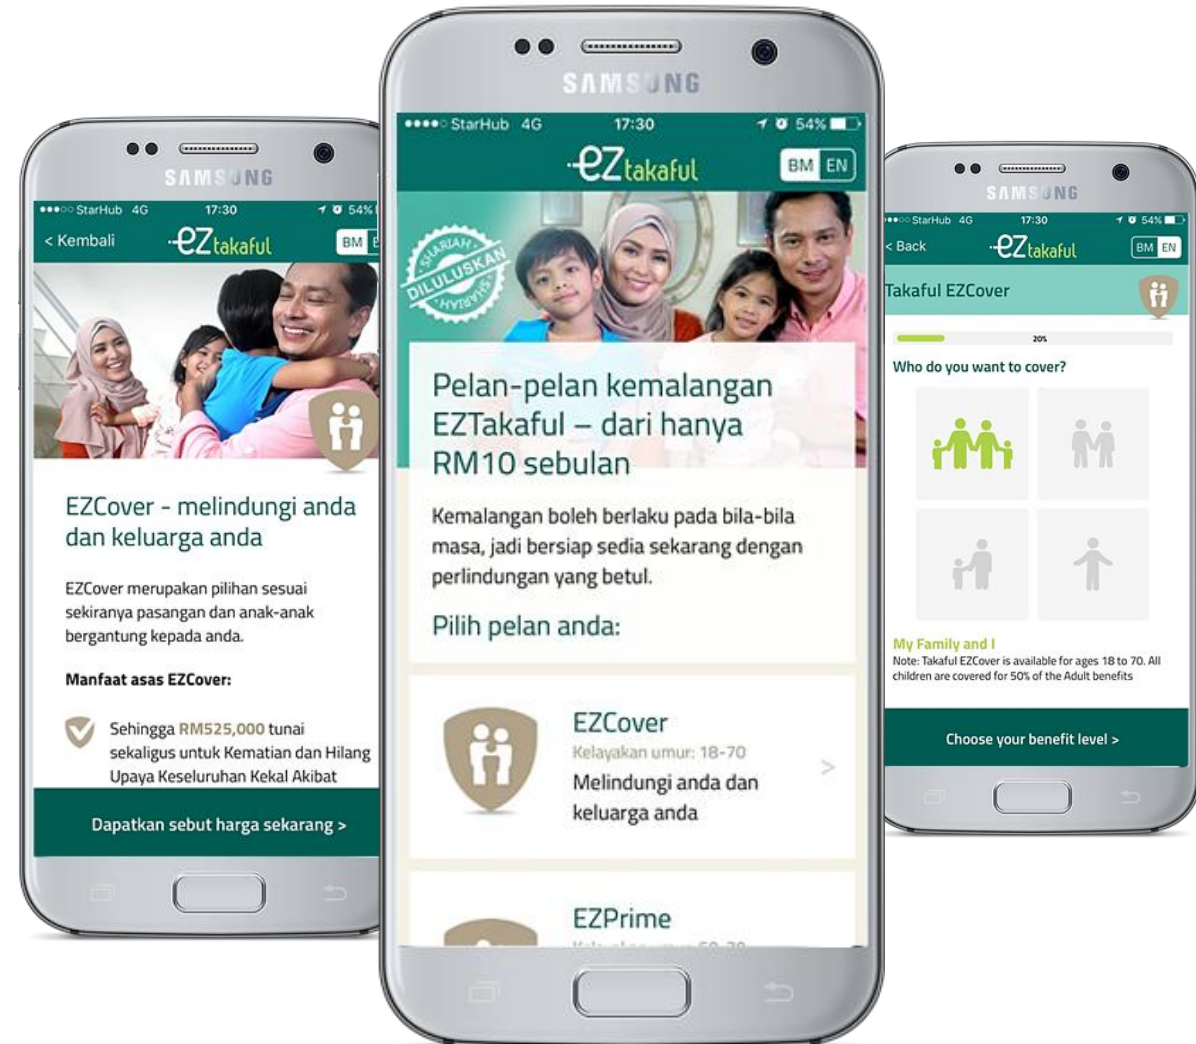 SAMSUNG
StarHub 4G 17:30 54%
< Kembali EZtakaful BM
EZCover - melindungi anda
dan keluarga anda
EZCover merupakan pilihan sesuai
sekiranya pasangan dan anak-anak
bergantung kepada anda.
Manfaat asas EZCover:
Sehingga RM525,000 tunai
sekaligus untuk Kematian dan Hilang
Upaya Keseluruhan Kekal Akibat
Dapatkan sebut harga sekarang >
SAMSUNG
StarHub 4G 17:30 54%
EZtakaful BM EN
SHARIAH
DILULUSKAN
SHARIAH
Pelan-pelan kemalangan
EZTakaful – dari hanya
RM10 sebulan
Kemalangan boleh berlaku pada bila-bila
masa, jadi bersiap sedia sekarang dengan
perlindungan yang betul.
Pilih pelan anda:
EZCover
Kelayakan umur: 18-70
Melindungi anda dan
keluarga anda
>
EZPrime
SAMSUNG
StarHub 4G 17:30 54%
< Back EZtakaful BM EN
Takaful EZCover
20%
Who do you want to cover?
My Family and I
Note: Takaful EZCover is available for ages 18 to 70. All
children are covered for 50% of the Adult benefits
Choose your benefit level >